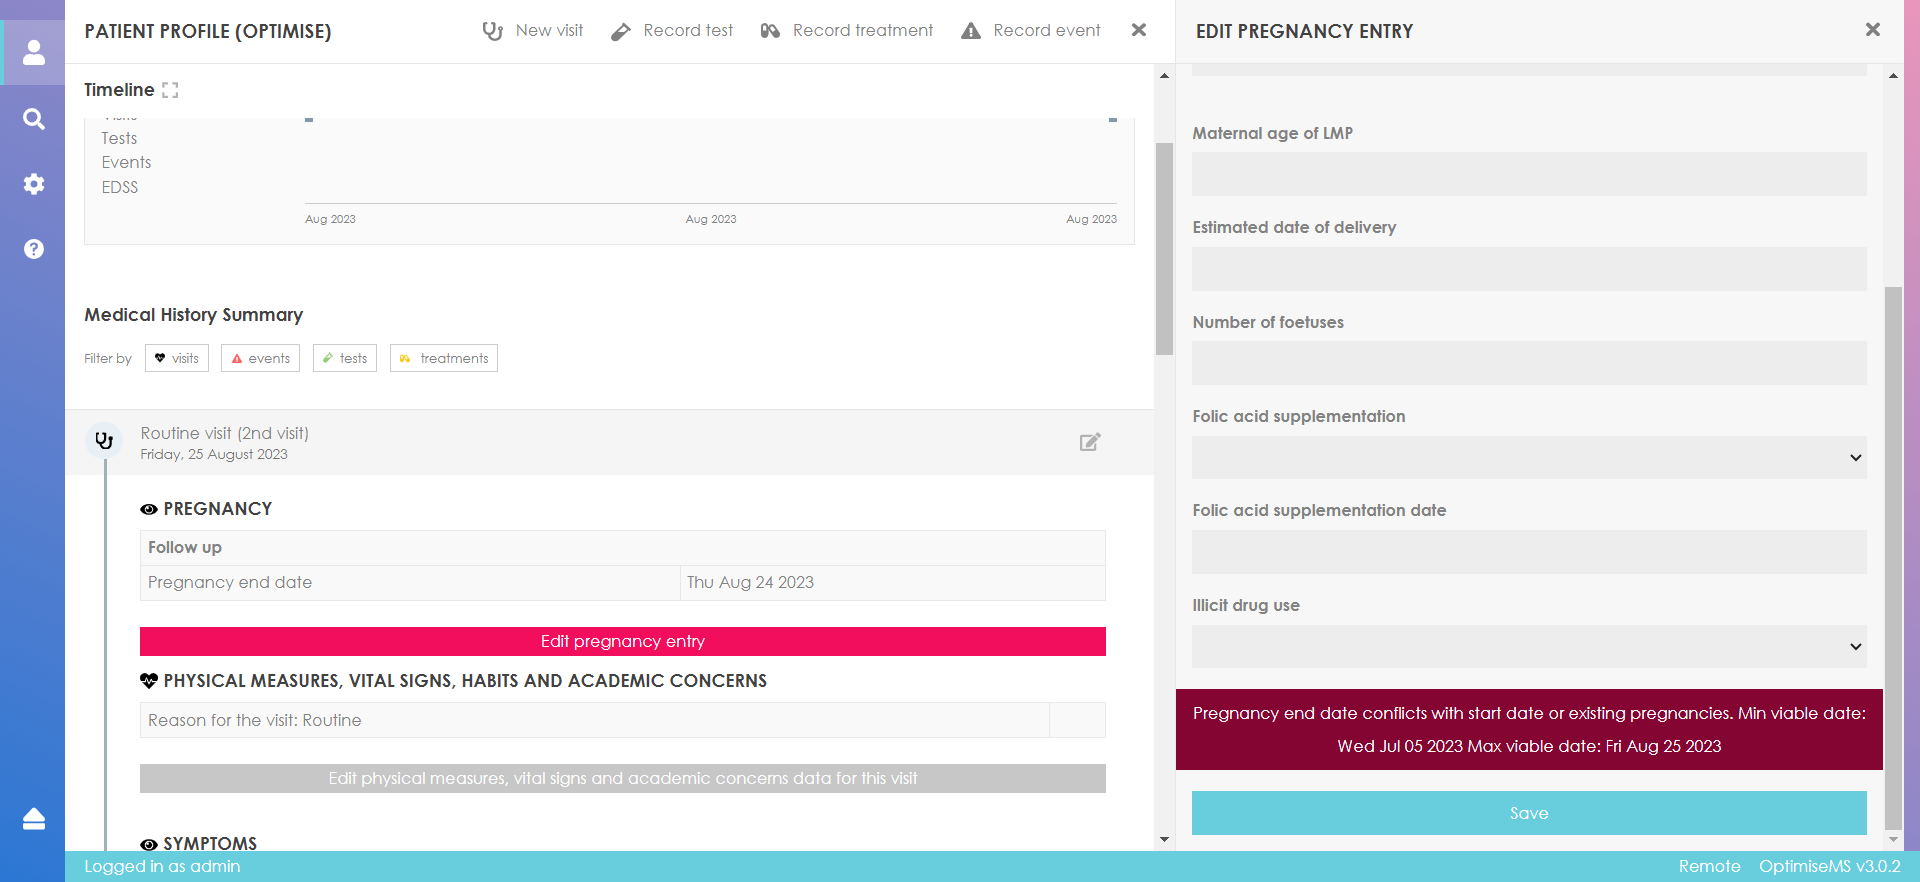 PATIENT PROFILE (OPTIMISE)
New visit
Record test
Record treatment
Record event
Timeline
Tests
Events
EDSS
Aug 2023
Aug 2023
Aug 2023
Medical History Summary
Filter by
visits
events
tests
treatments
Routine visit (2nd visit)
Friday, 25 August 2023
PREGNANCY
Follow up
Pregnancy end date
Thu Aug 24 2023
Edit pregnancy entry
PHYSICAL MEASURES, VITAL SIGNS, HABITS AND ACADEMIC CONCERNS
Reason for the visit: Routine
Edit physical measures, vital signs and academic concerns data for this visit
SYMPTOMS
EDIT PREGNANCY ENTRY
Maternal age of LMP
Estimated date of delivery
Number of foetuses
Folic acid supplementation
Folic acid supplementation date
Illicit drug use
Pregnancy end date conflicts with start date or existing pregnancies. Min viable date:
Wed Jul 05 2023 Max viable date: Fri Aug 25 2023
Save
Logged in as admin
Remote
OptimiseMS v3.0.2